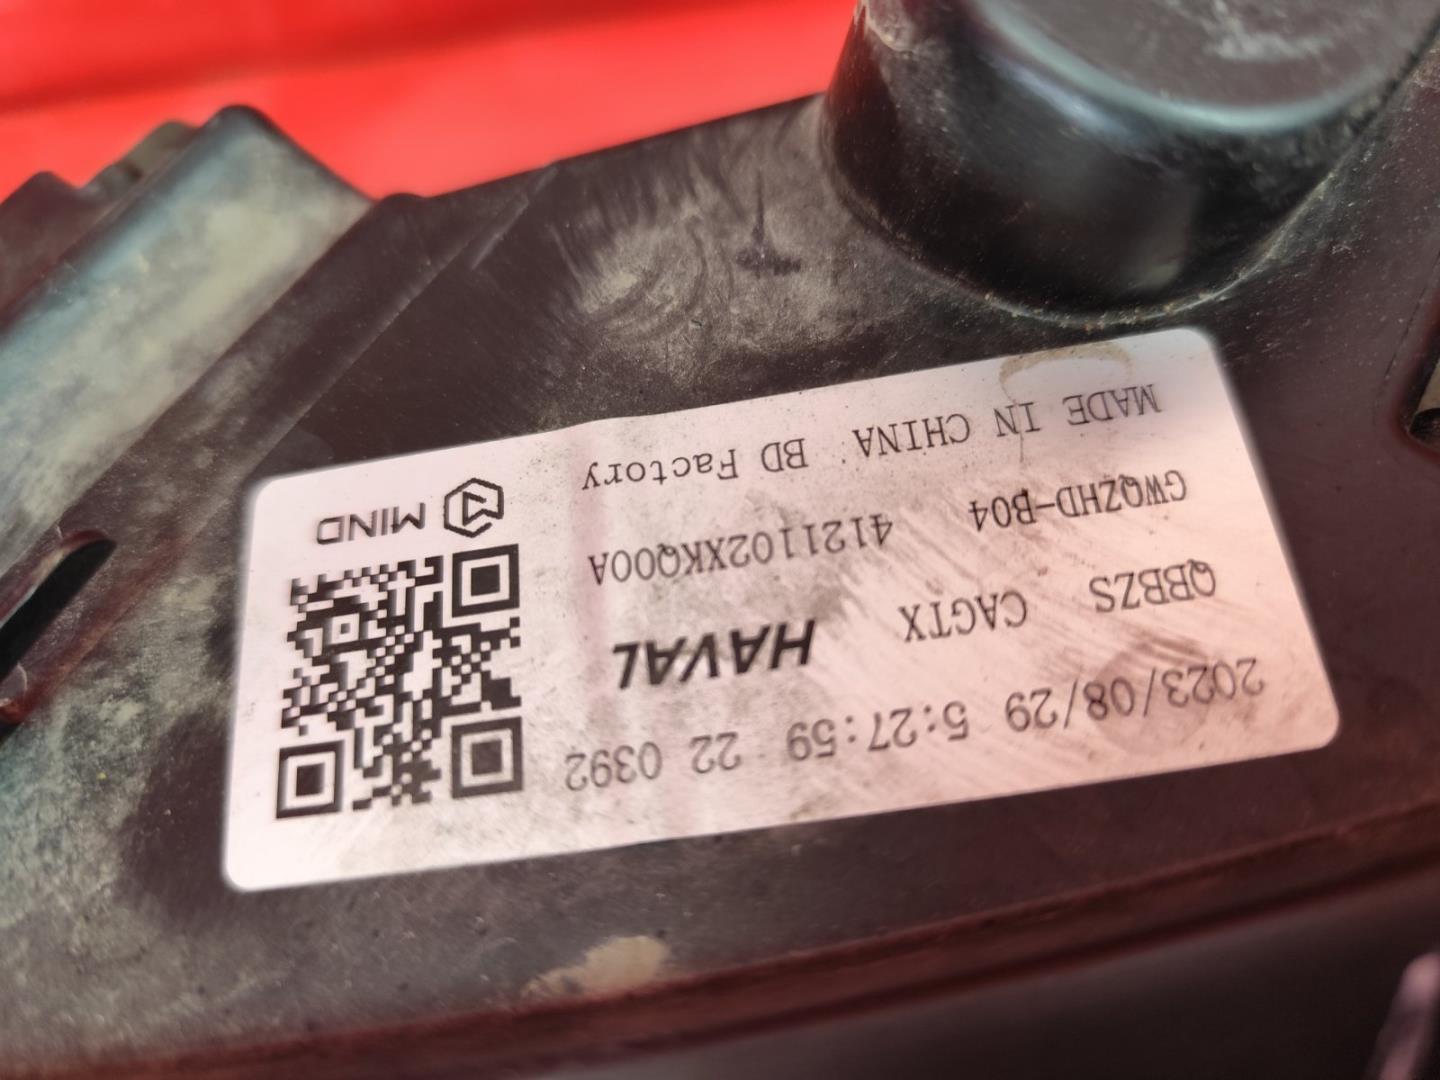 2023/08/29 5:27:59 22 0392
QBBZS CAGTX HAVAL
GWQZHD-B04 4121102XKQ00A
MADE IN CHINA. BD Factory
MIND